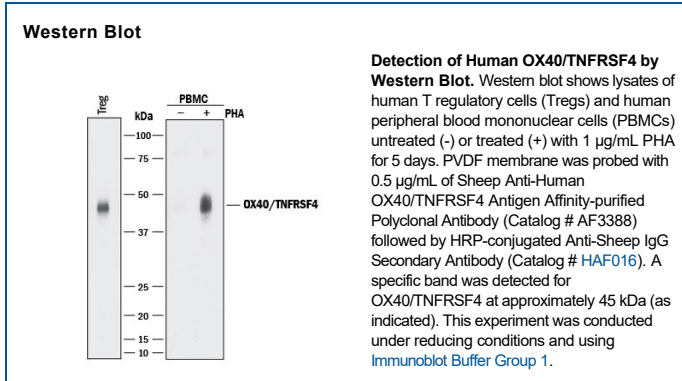 Western Blot
Treg
kDa
PBMC
– + PHA
100
75
50
37
25
20
15
10
OX40/TNFRSF4
Detection of Human OX40/TNFRSF4 by
Western Blot. Western blot shows lysates of
human T regulatory cells (Tregs) and human
peripheral blood mononuclear cells (PBMCs)
untreated (-) or treated (+) with 1 µg/mL PHA
for 5 days. PVDF membrane was probed with
0.5 µg/mL of Sheep Anti-Human
OX40/TNFRSF4 Antigen Affinity-purified
Polyclonal Antibody (Catalog # AF3388)
followed by HRP-conjugated Anti-Sheep IgG
Secondary Antibody (Catalog # HAF016). A
specific band was detected for
OX40/TNFRSF4 at approximately 45 kDa (as
indicated). This experiment was conducted
under reducing conditions and using
Immunoblot Buffer Group 1.